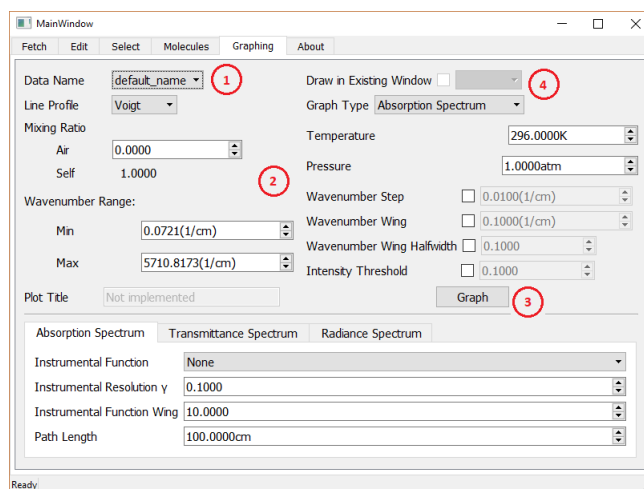 MainWindow
Fetch Edit Select Molecules Graphing About
Data Name default_name 1 Draw in Existing Window 4
Line Profile Voigt Graph Type Absorption Spectrum
Mixing Ratio
Temperature 296.0000K
Air 0.0000
Pressure 1.0000atm
Self 1.0000 2
Wavenumber Step 0.0100(1/cm)
Wavenumber Range:
Wavenumber Wing 0.1000(1/cm)
Min 0.0721(1/cm)
Wavenumber Wing Halfwidth 0.1000
Max 5710.8173(1/cm)
Intensity Threshold 0.1000
Plot Title Not implemented Graph 3
Absorption Spectrum Transmittance Spectrum Radiance Spectrum
Instrumental Function None
Instrumental Resolution γ 0.1000
Instrumental Function Wing 10.0000
Path Length 100.0000cm
Ready